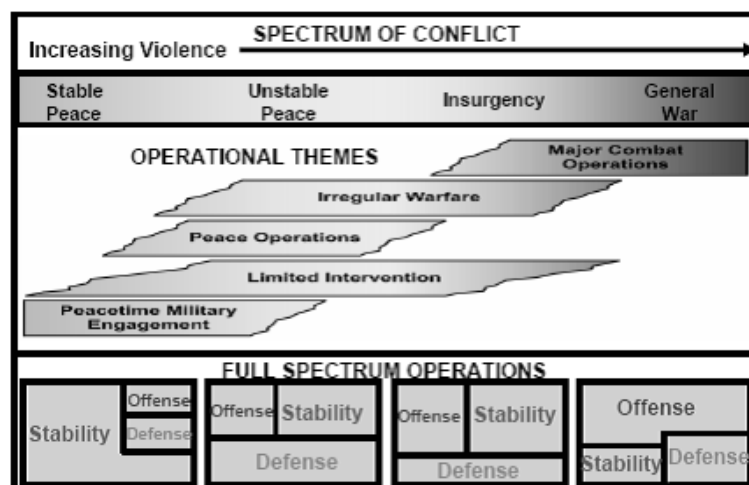 SPECTRUM OF CONFLICT
Increasing Violence
Stable
Peace
Unstable
Peace
Insurgency
General
War
OPERATIONAL THEMES
Major Combat
Operations
Irregular Warfare
Peace Operations
Limited Intervention
Peacetime Military
Engagement
FULL SPECTRUM OPERATIONS
Stability
Offense
Defense
Offense
Stability
Defense
Offense
Stability
Defense
Offense
Stability
Defense